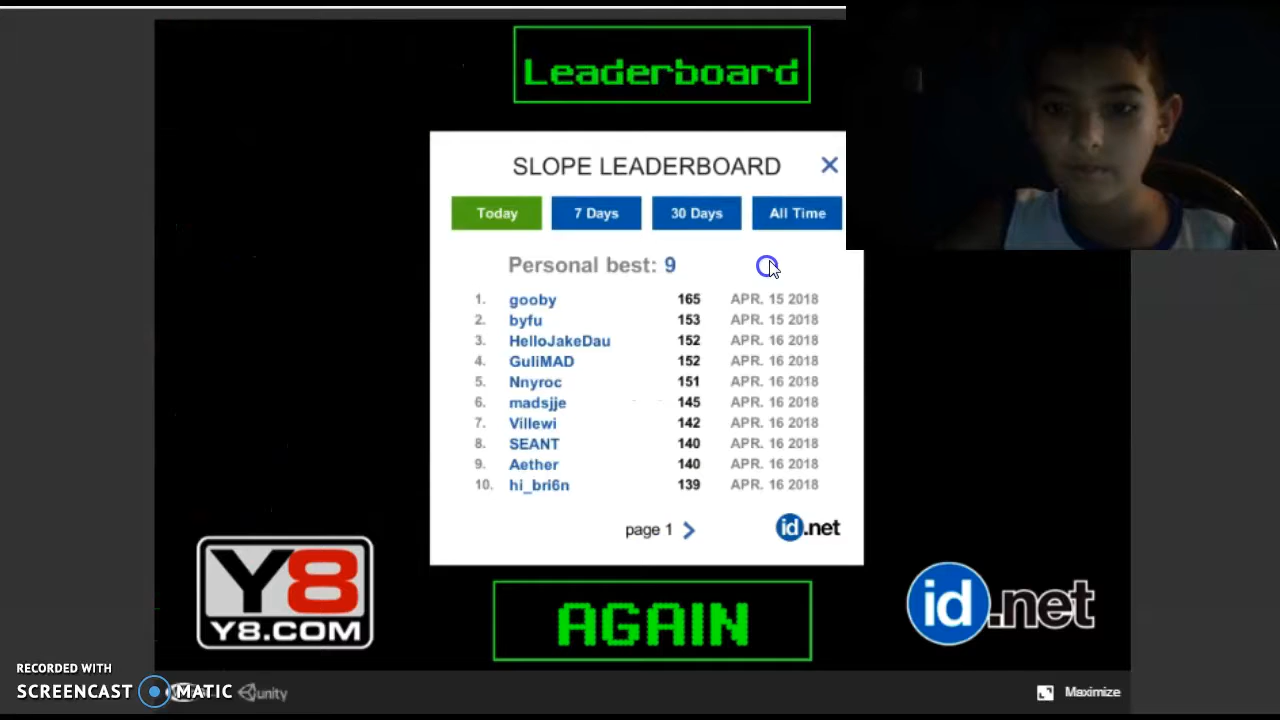 Leaderboard
SLOPE LEADERBOARD
Today 7 Days 30 Days All Time
Personal best: 9
1. gooby 165 APR. 15 2018
2. byfu 153 APR. 15 2018
3. HelloJakeDau 152 APR. 16 2018
4. GuliMAD 152 APR. 16 2018
5. Nnyroc 151 APR. 16 2018
6. madsjje 145 APR. 16 2018
7. Villewi 142 APR. 16 2018
8. SEANT 140 APR. 16 2018
9. Aether 140 APR. 16 2018
10. hi_bri6n 139 APR. 16 2018
page 1
id.net
Y8
Y8.COM
AGAIN
id.net
RECORDED WITH
SCREENCAST MATIC
unity
Maximize